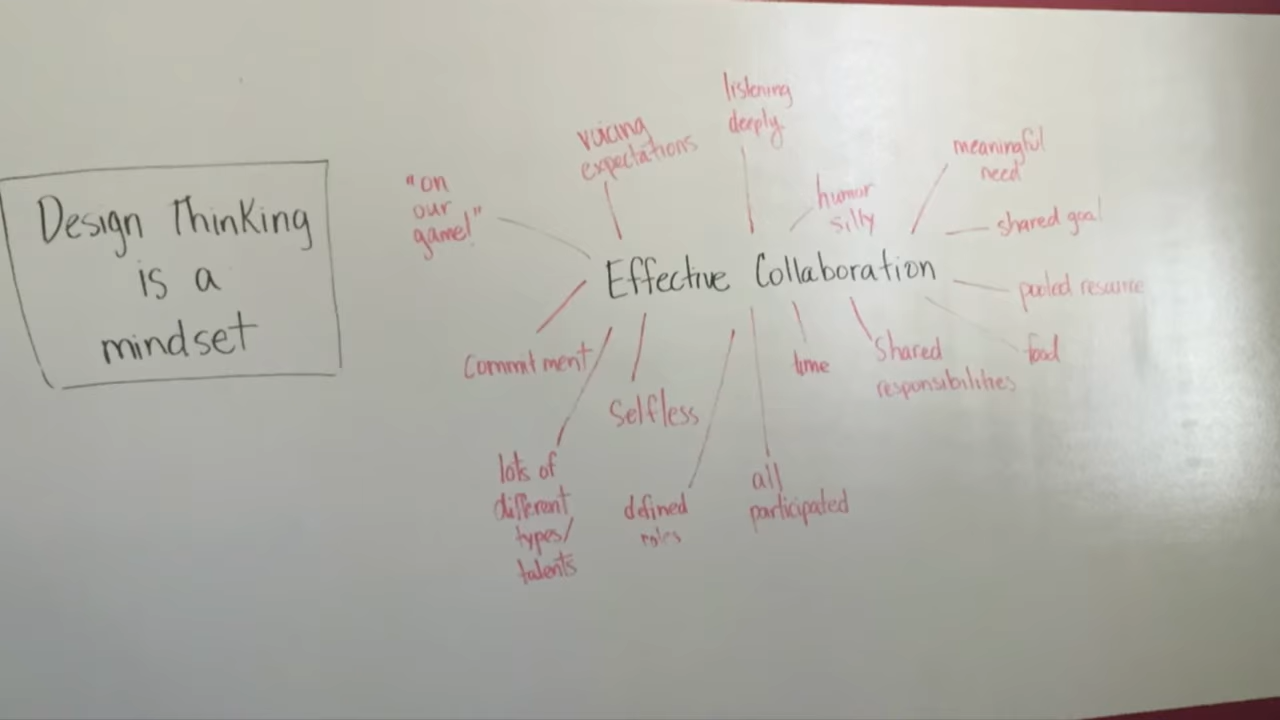 Design Thinking
is a
mindset
"on
our
game!"
voicing
expectations
listening
deeply.
humor
silly
meaningful
need
shared goal
pooled resource
food
Effective Collaboration
Commitment
lots of
different
types/
talents
Selfless
defined
roles
all
participated
time
Shared
responsibilities